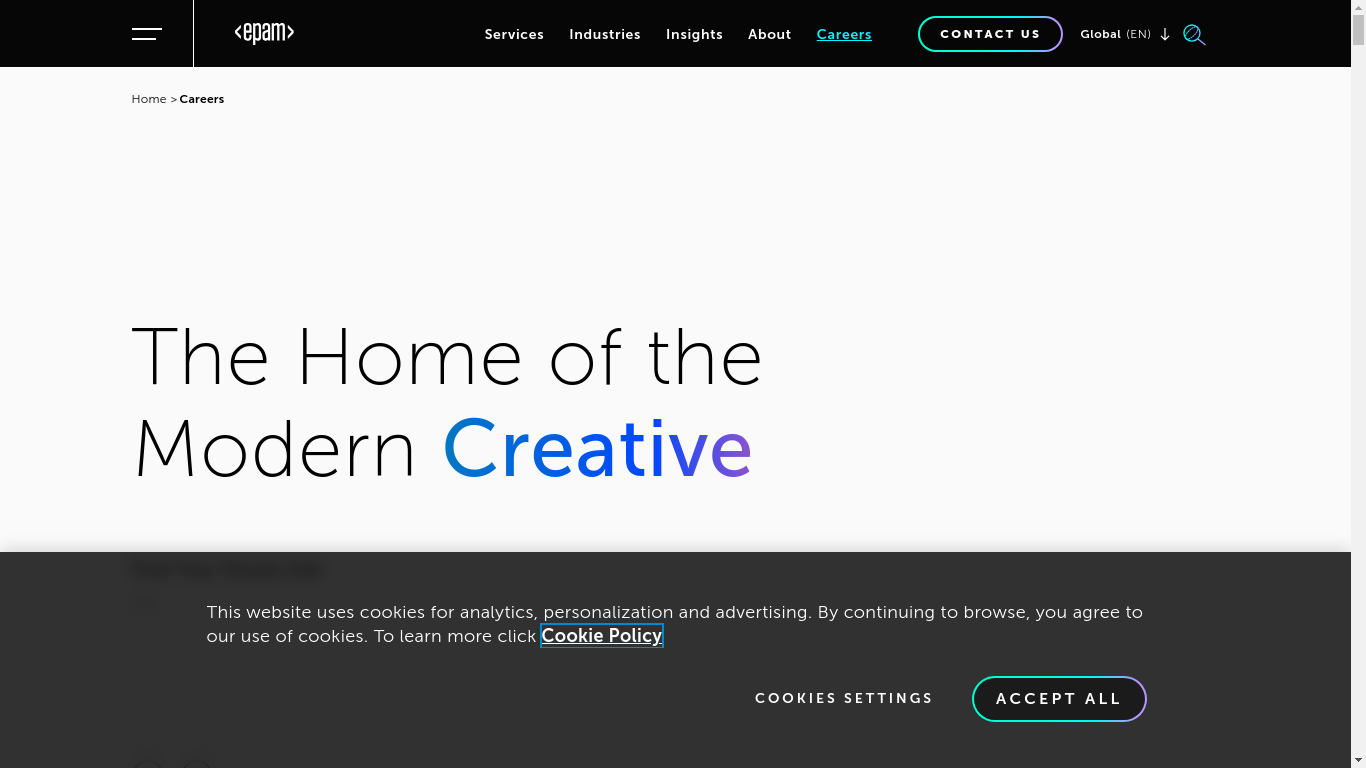 <epam>
Services
Industries
Insights
About
Careers
CONTACT US
Global (EN)
Home > Careers
The Home of the
Modern Creative
This website uses cookies for analytics, personalization and advertising. By continuing to browse, you agree to
our use of cookies. To learn more click Cookie Policy
COOKIES SETTINGS
ACCEPT ALL